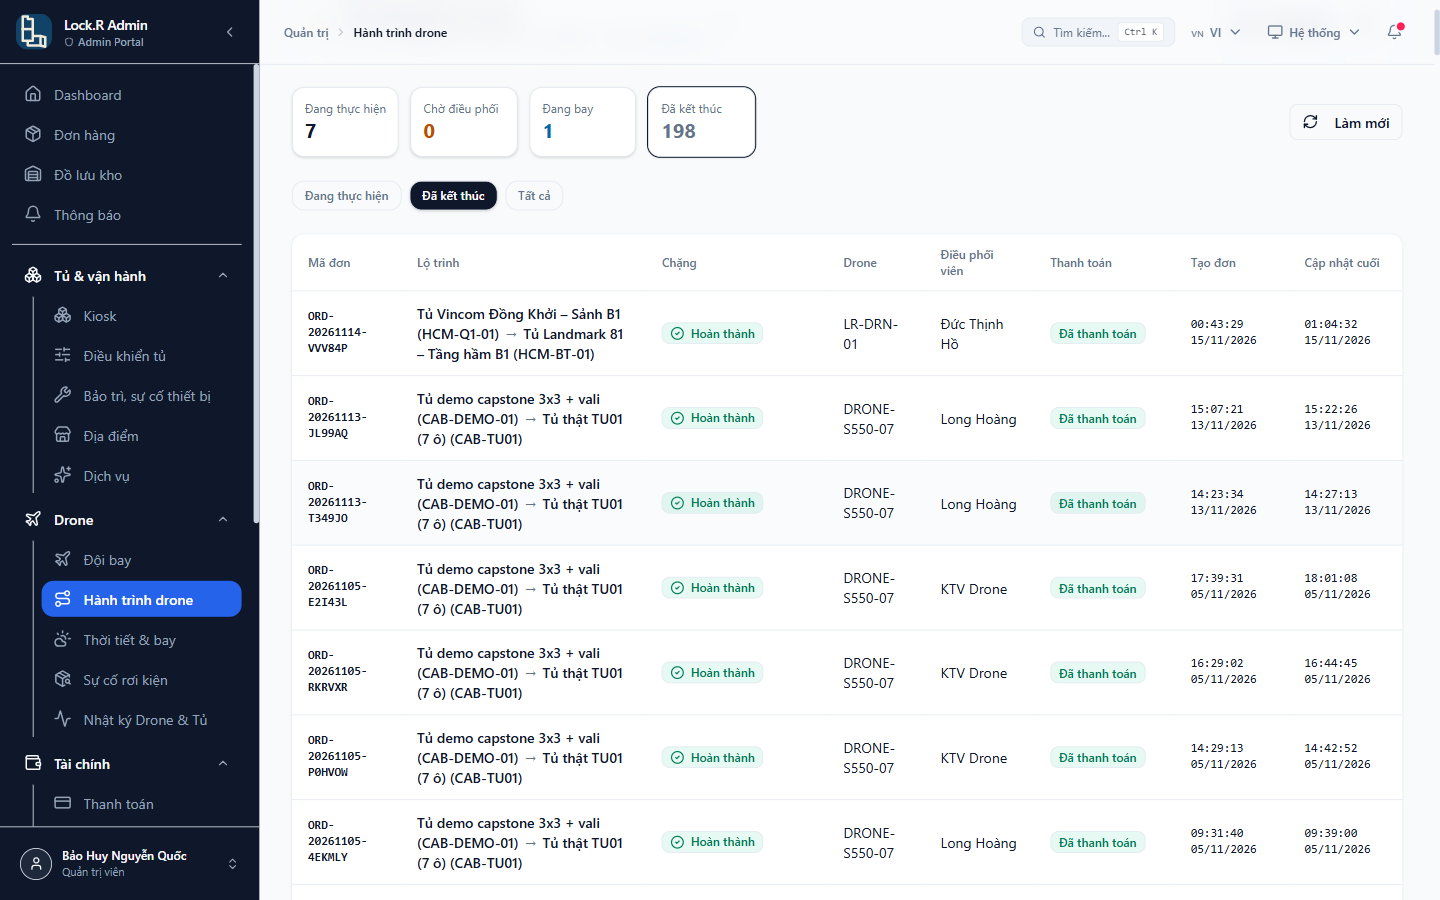 Lock.R Admin
Admin Portal
Dashboard
Đơn hàng
Đồ lưu kho
Thông báo
Tủ & vận hành
Kiosk
Điều khiển tủ
Bảo trì, sự cố thiết bị
Địa điểm
Dịch vụ
Drone
Đội bay
Hành trình drone
Thời tiết & bay
Sự cố rơi kiện
Nhật ký Drone & Tủ
Tài chính
Thanh toán
Bảo Huy Nguyễn Quốc
Quản trị viên
Quản trị > Hành trình drone
Tìm kiếm... Ctrl K
VN VI
Hệ thống
Đang thực hiện
7
Chờ điều phối
0
Đang bay
1
Đã kết thúc
198
Làm mới
Đang thực hiện Đã kết thúc Tất cả
Mã đơn Lộ trình Chặng Drone Điều phối viên Thanh toán Tạo đơn Cập nhật cuối
ORD-20261114-VVV84P
Tủ Vincom Đồng Khởi – Sảnh B1 (HCM-Q1-01) → Tủ Landmark 81 – Tầng hầm B1 (HCM-BT-01)
Hoàn thành
LR-DRN-01
Đức Thịnh Hồ
Đã thanh toán
00:43:29 15/11/2026
01:04:32 15/11/2026
ORD-20261113-JL99AQ
Tủ demo capstone 3x3 + vali (CAB-DEMO-01) → Tủ thật TU01 (7 ô) (CAB-TU01)
Hoàn thành
DRONE-S550-07
Long Hoàng
Đã thanh toán
15:07:21 13/11/2026
15:22:26 13/11/2026
ORD-20261113-T349JO
Tủ demo capstone 3x3 + vali (CAB-DEMO-01) → Tủ thật TU01 (7 ô) (CAB-TU01)
Hoàn thành
DRONE-S550-07
Long Hoàng
Đã thanh toán
14:23:34 13/11/2026
14:27:13 13/11/2026
ORD-20261105-E2I43L
Tủ demo capstone 3x3 + vali (CAB-DEMO-01) → Tủ thật TU01 (7 ô) (CAB-TU01)
Hoàn thành
DRONE-S550-07
KTV Drone
Đã thanh toán
17:39:31 05/11/2026
18:01:08 05/11/2026
ORD-20261105-RKRVXR
Tủ demo capstone 3x3 + vali (CAB-DEMO-01) → Tủ thật TU01 (7 ô) (CAB-TU01)
Hoàn thành
DRONE-S550-07
KTV Drone
Đã thanh toán
16:29:02 05/11/2026
16:44:45 05/11/2026
ORD-20261105-P0HVOW
Tủ demo capstone 3x3 + vali (CAB-DEMO-01) → Tủ thật TU01 (7 ô) (CAB-TU01)
Hoàn thành
DRONE-S550-07
KTV Drone
Đã thanh toán
14:29:13 05/11/2026
14:42:52 05/11/2026
ORD-20261105-4EKMLY
Tủ demo capstone 3x3 + vali (CAB-DEMO-01) → Tủ thật TU01 (7 ô) (CAB-TU01)
Hoàn thành
DRONE-S550-07
Long Hoàng
Đã thanh toán
09:31:40 05/11/2026
09:39:00 05/11/2026